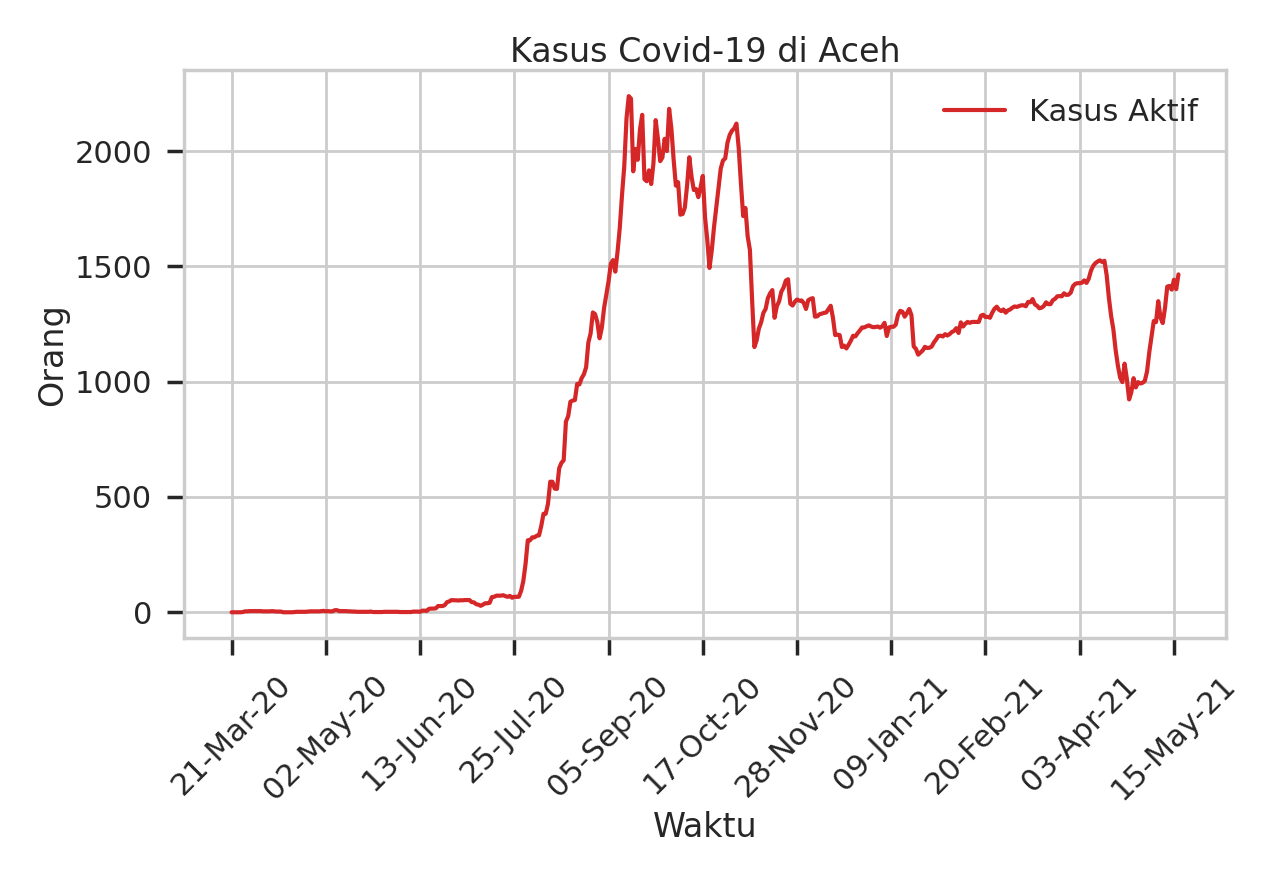 Kasus Covid-19 di Aceh
Kasus Aktif
Orang
2000
1500
1000
500
0
21-Mar-20
02-May-20
13-Jun-20
25-Jul-20
05-Sep-20
17-Oct-20
28-Nov-20
09-Jan-21
20-Feb-21
03-Apr-21
15-May-21
Waktu